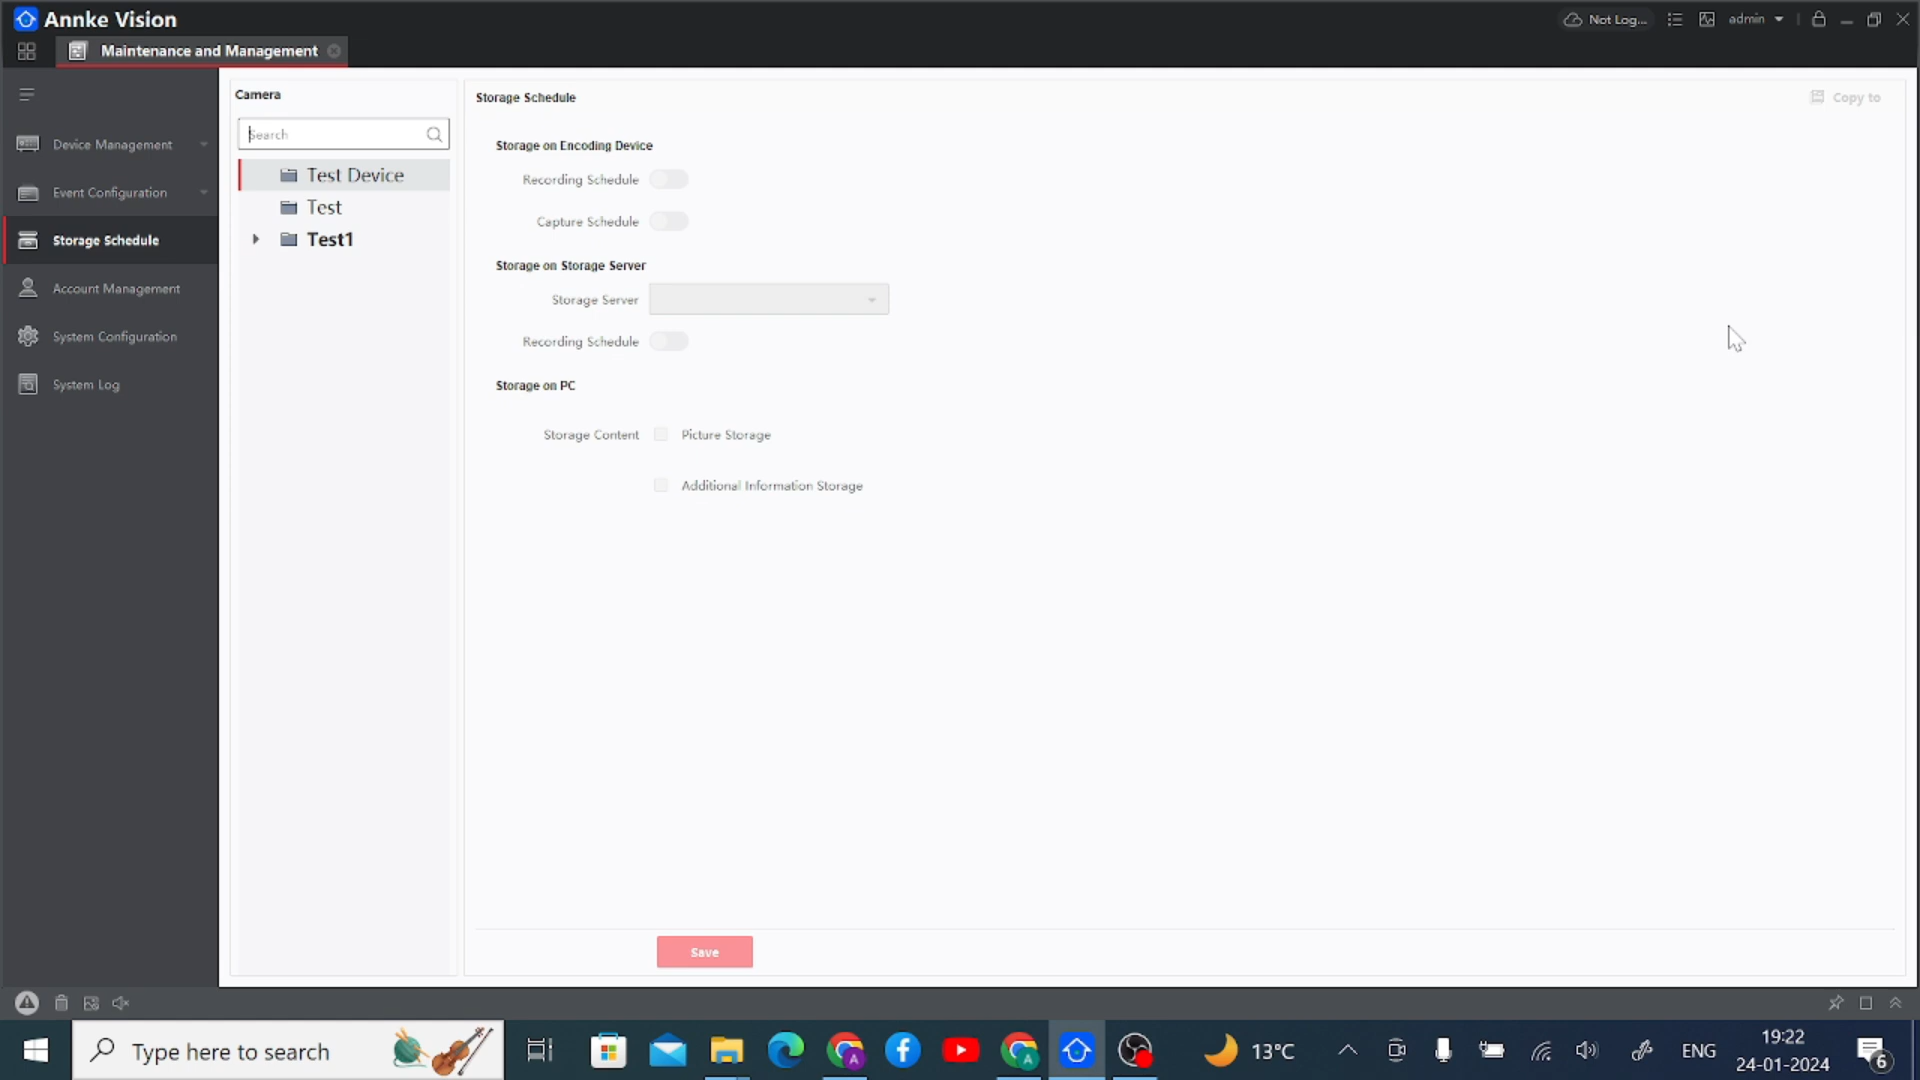 Annke Vision
Not Log...
admin
Maintenance and Management
Device Management
Event Configuration
Storage Schedule
Account Management
System Configuration
System Log
Camera
Search
Test Device
Test
Test1
Storage Schedule
Copy to
Storage on Encoding Device
Recording Schedule
Capture Schedule
Storage on Storage Server
Storage Server
Recording Schedule
Storage on PC
Storage Content
Picture Storage
Additional Information Storage
Save
Type here to search
A
A
13°C
ENG
19:22
24-01-2024
6